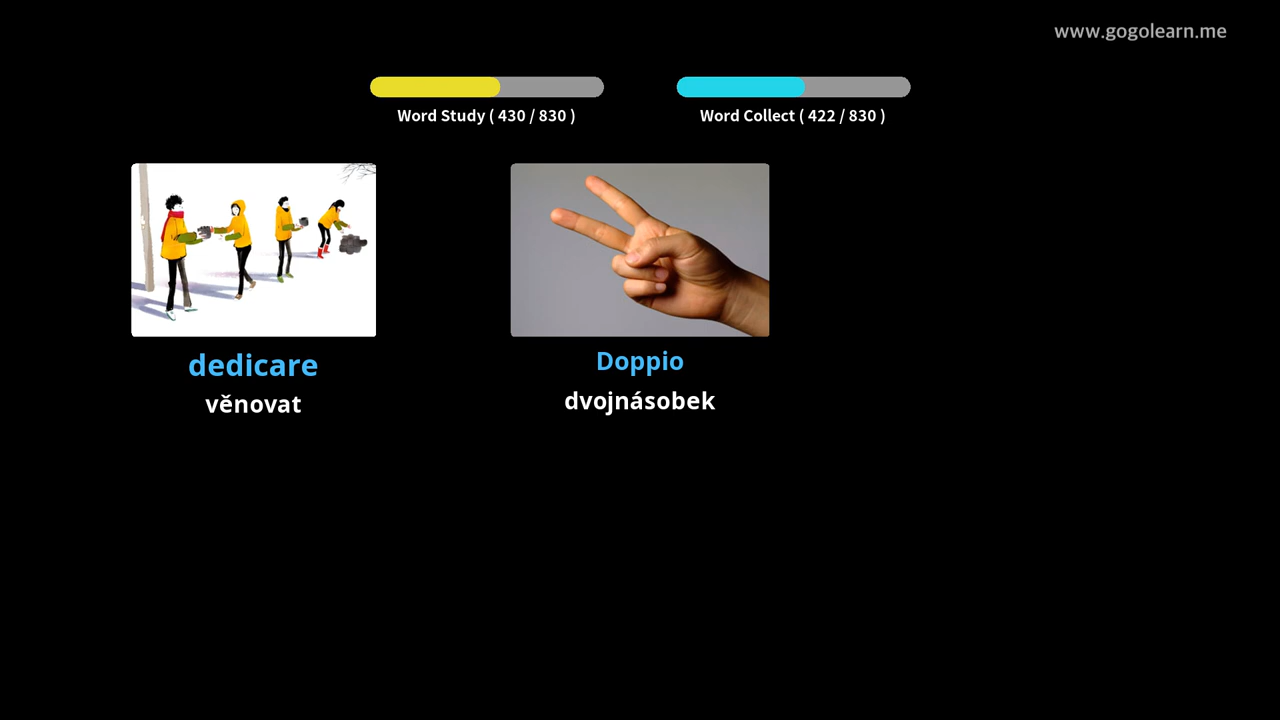 www.gogolearn.me
Word Study ( 430 / 830 )
Word Collect ( 422 / 830 )
dedicare
věnovat
Doppio
dvojnásobek